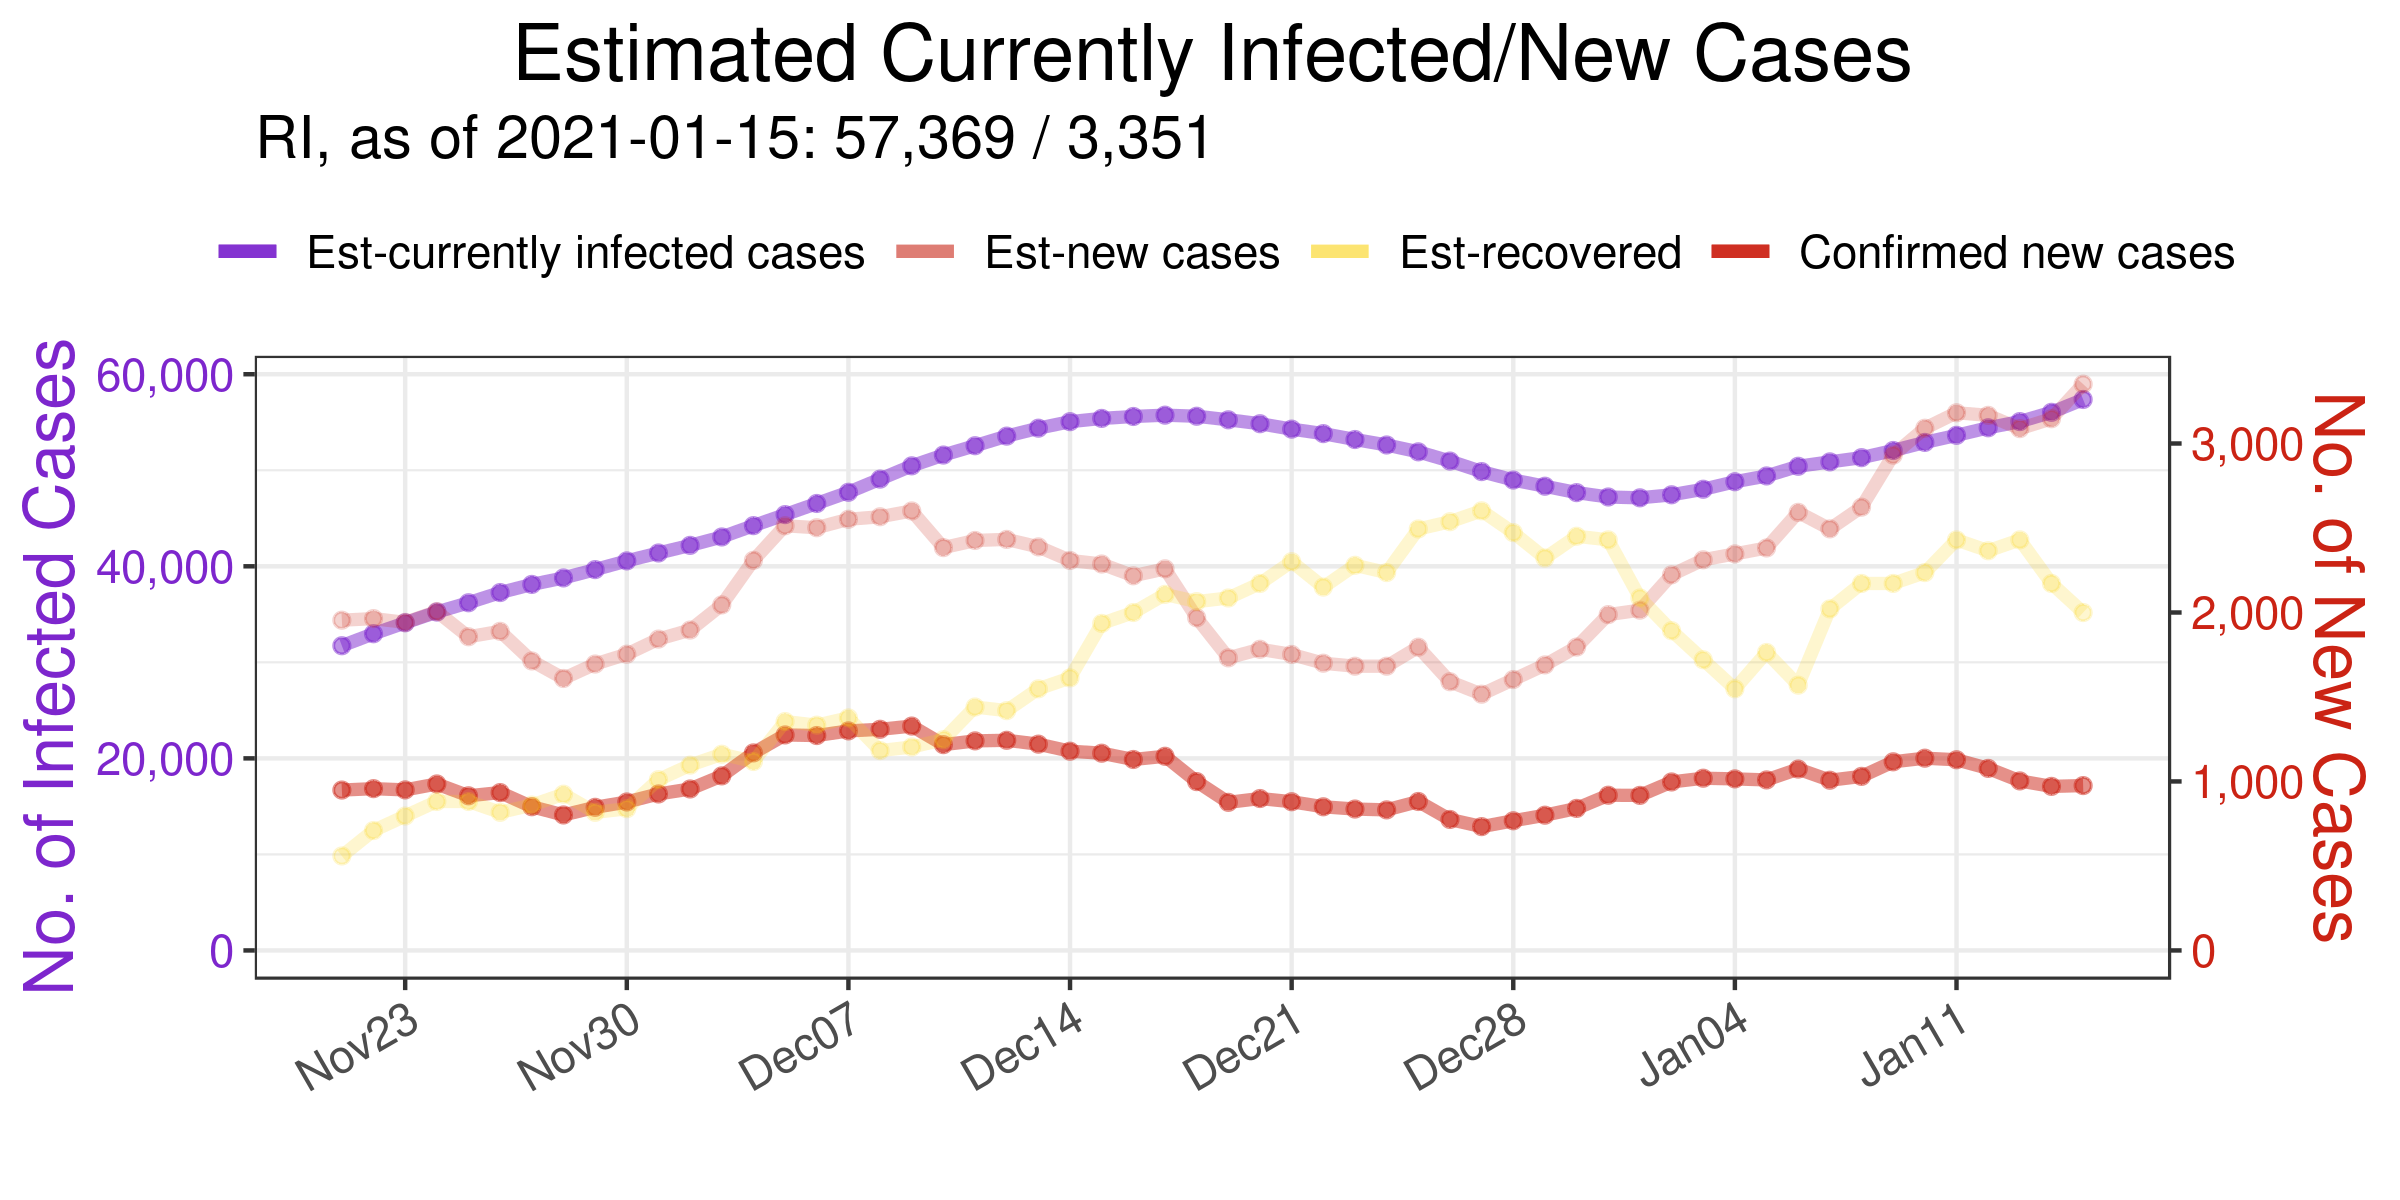 Estimated Currently Infected/New Cases
RI, as of 2021-01-15: 57,369 / 3,351
Est-currently infected cases Est-new cases Est-recovered Confirmed new cases
No. of Infected Cases
60,000
40,000
20,000
0
3,000
2,000
1,000
0
No. of New Cases
Nov23 Nov30 Dec07 Dec14 Dec21 Dec28 Jan04 Jan11